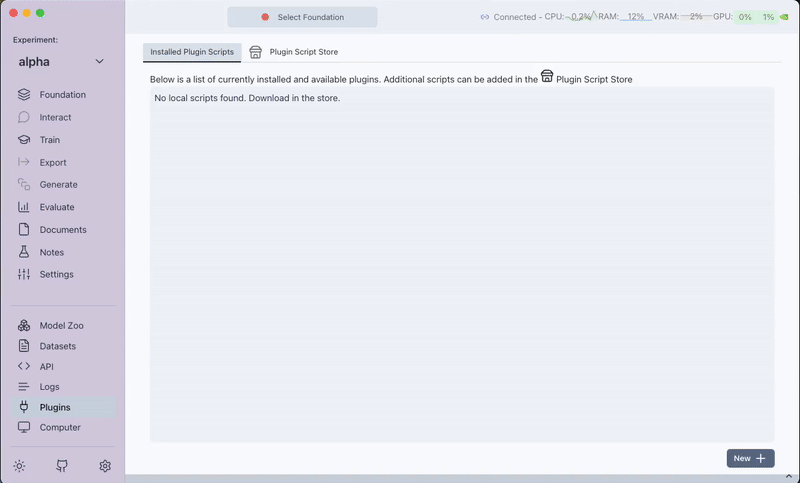 Select Foundation
Connected - CPU: 0.2% RAM: 12% VRAM: 2% GPU: 0% 1%
Experiment:
alpha
Foundation
Interact
Train
Export
Generate
Evaluate
Documents
Notes
Settings
Model Zoo
Datasets
API
Logs
Plugins
Computer
Installed Plugin Scripts
Plugin Script Store
Below is a list of currently installed and available plugins. Additional scripts can be added in the Plugin Script Store
No local scripts found. Download in the store.
New